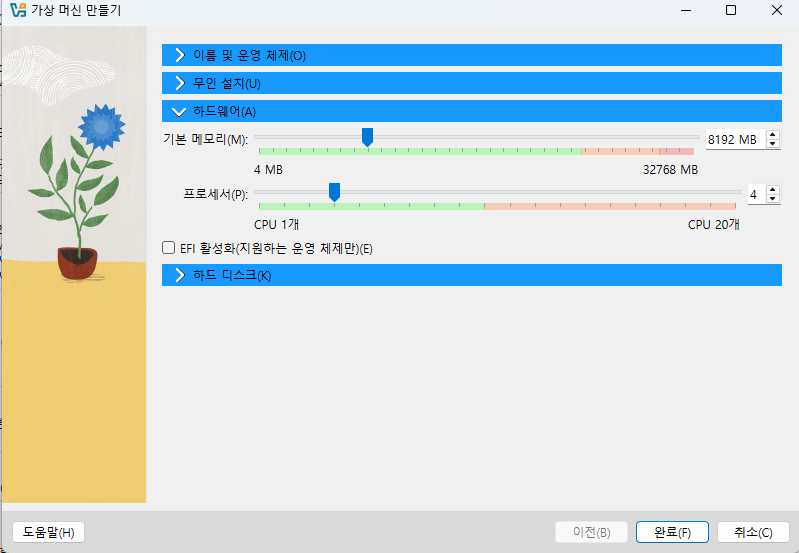 가상 머신 만들기
이름 및 운영 체제(O)
무인 설치(U)
하드웨어(A)
기본 메모리(M):
8192 MB
4 MB
32768 MB
프로세서(P):
4
CPU 1개
CPU 20개
EFI 활성화(지원하는 운영 체제만)(E)
하드 디스크(K)
도움말(H)
이전(B)
완료(F)
취소(C)